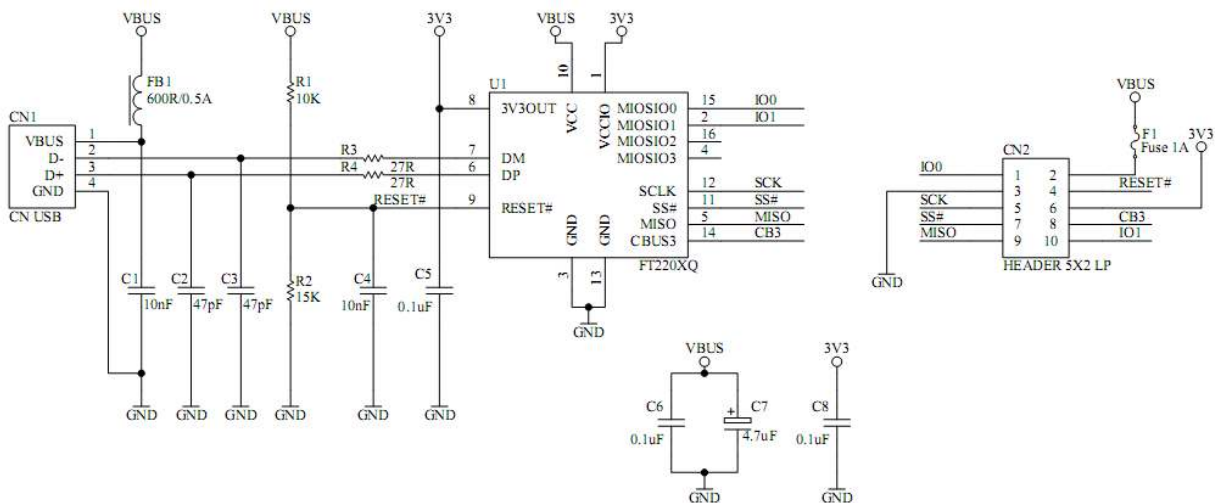 VBUS
VBUS
3V3
VBUS
3V3
FB1
600R/0.5A
R1
10K
U1
10
1
VCC
VCCIO
8
3V3OUT
MIOSIO0
15
IO0
MIOSIO1
2
IO1
MIOSIO2
16
MIOSIO3
4
CN1
VBUS
1
D-
2
D+
3
GND
4
CN USB
R3
27R
7
DM
R4
27R
6
DP
RESET#
9
RESET#
SCLK
12
SCK
SS#
11
SS#
MISO
5
MISO
CBUS3
14
CB3
GND
GND
FT220XQ
3
13
GND
C1
10nF
C2
47pF
C3
47pF
R2
15K
C4
10nF
C5
0.1uF
GND
GND
GND
GND
GND
GND
VBUS
F1
Fuse 1A
3V3
CN2
IO0
1
2
3
4
RESET#
SCK
5
6
SS#
7
8
CB3
MISO
9
10
IO1
HEADER 5X2 LP
GND
VBUS
3V3
C6
0.1uF
+
C7
4.7uF
C8
0.1uF
GND
GND